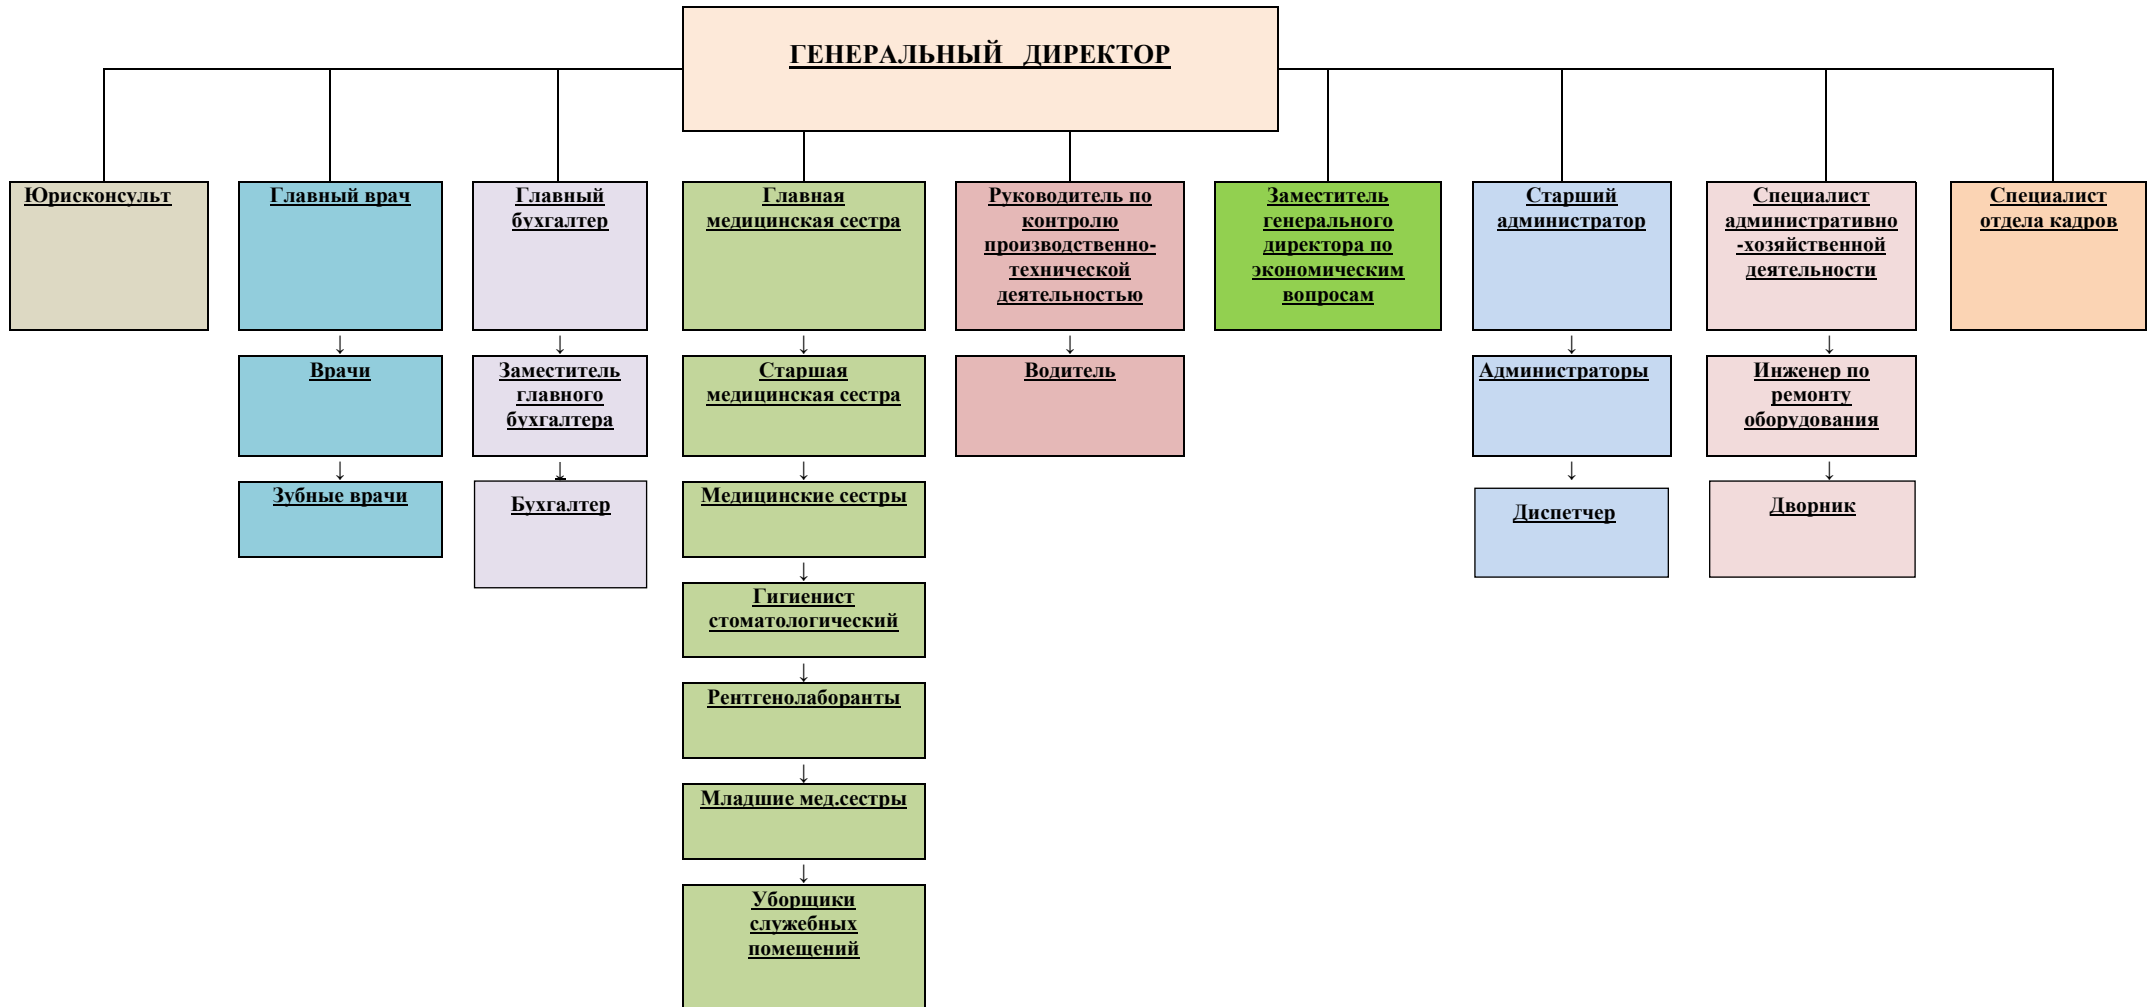 ГЕНЕРАЛЬНЫЙ ДИРЕКТОР
Юрисконсульт
Главный врач
Главный
бухгалтер
Главная
медицинская сестра
Руководитель по
контролю
производственно-
технической
деятельностью
Заместитель
генерального
директора по
экономическим
вопросам
Старший
администратор
Специалист
административно
-хозяйственной
деятельности
Специалист
отдела кадров
↓
↓
↓
↓
↓
↓
Врачи
Заместитель
главного
бухгалтера
Старшая
медицинская сестра
Водитель
Администраторы
Инженер по
ремонту
оборудования
↓
↓
↓
↓
↓
Зубные врачи
Бухгалтер
Медицинские сестры
Диспетчер
Дворник
↓
Гигиенист
стоматологический
↓
Рентгенолаборанты
↓
Младшие мед.сестры
↓
Уборщики
служебных
помещений